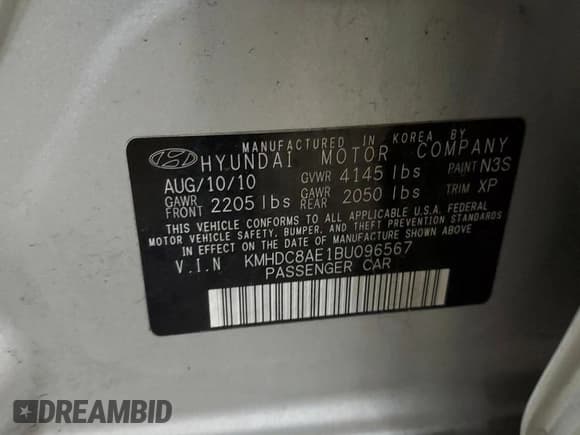 MANUFACTURED IN KOREA BY
HYUNDAI MOTOR COMPANY
AUG/10/10 GVWR 4145 lbs PAINT N3S
GAWR FRONT 2205 lbs GAWR REAR 2050 lbs TRIM XP
THIS VEHICLE CONFORMS TO ALL APPLICABLE U.S.A. FEDERAL
MOTOR VEHICLE SAFETY, BUMPER, AND THEFT PREVENTION STANDARDS
IN EFFECT ON THE DATE OF MANUFACTURE SHOWN ABOVE.
V.I.N KMHDC8AE1BU096567
PASSENGER CAR
DREAMBID